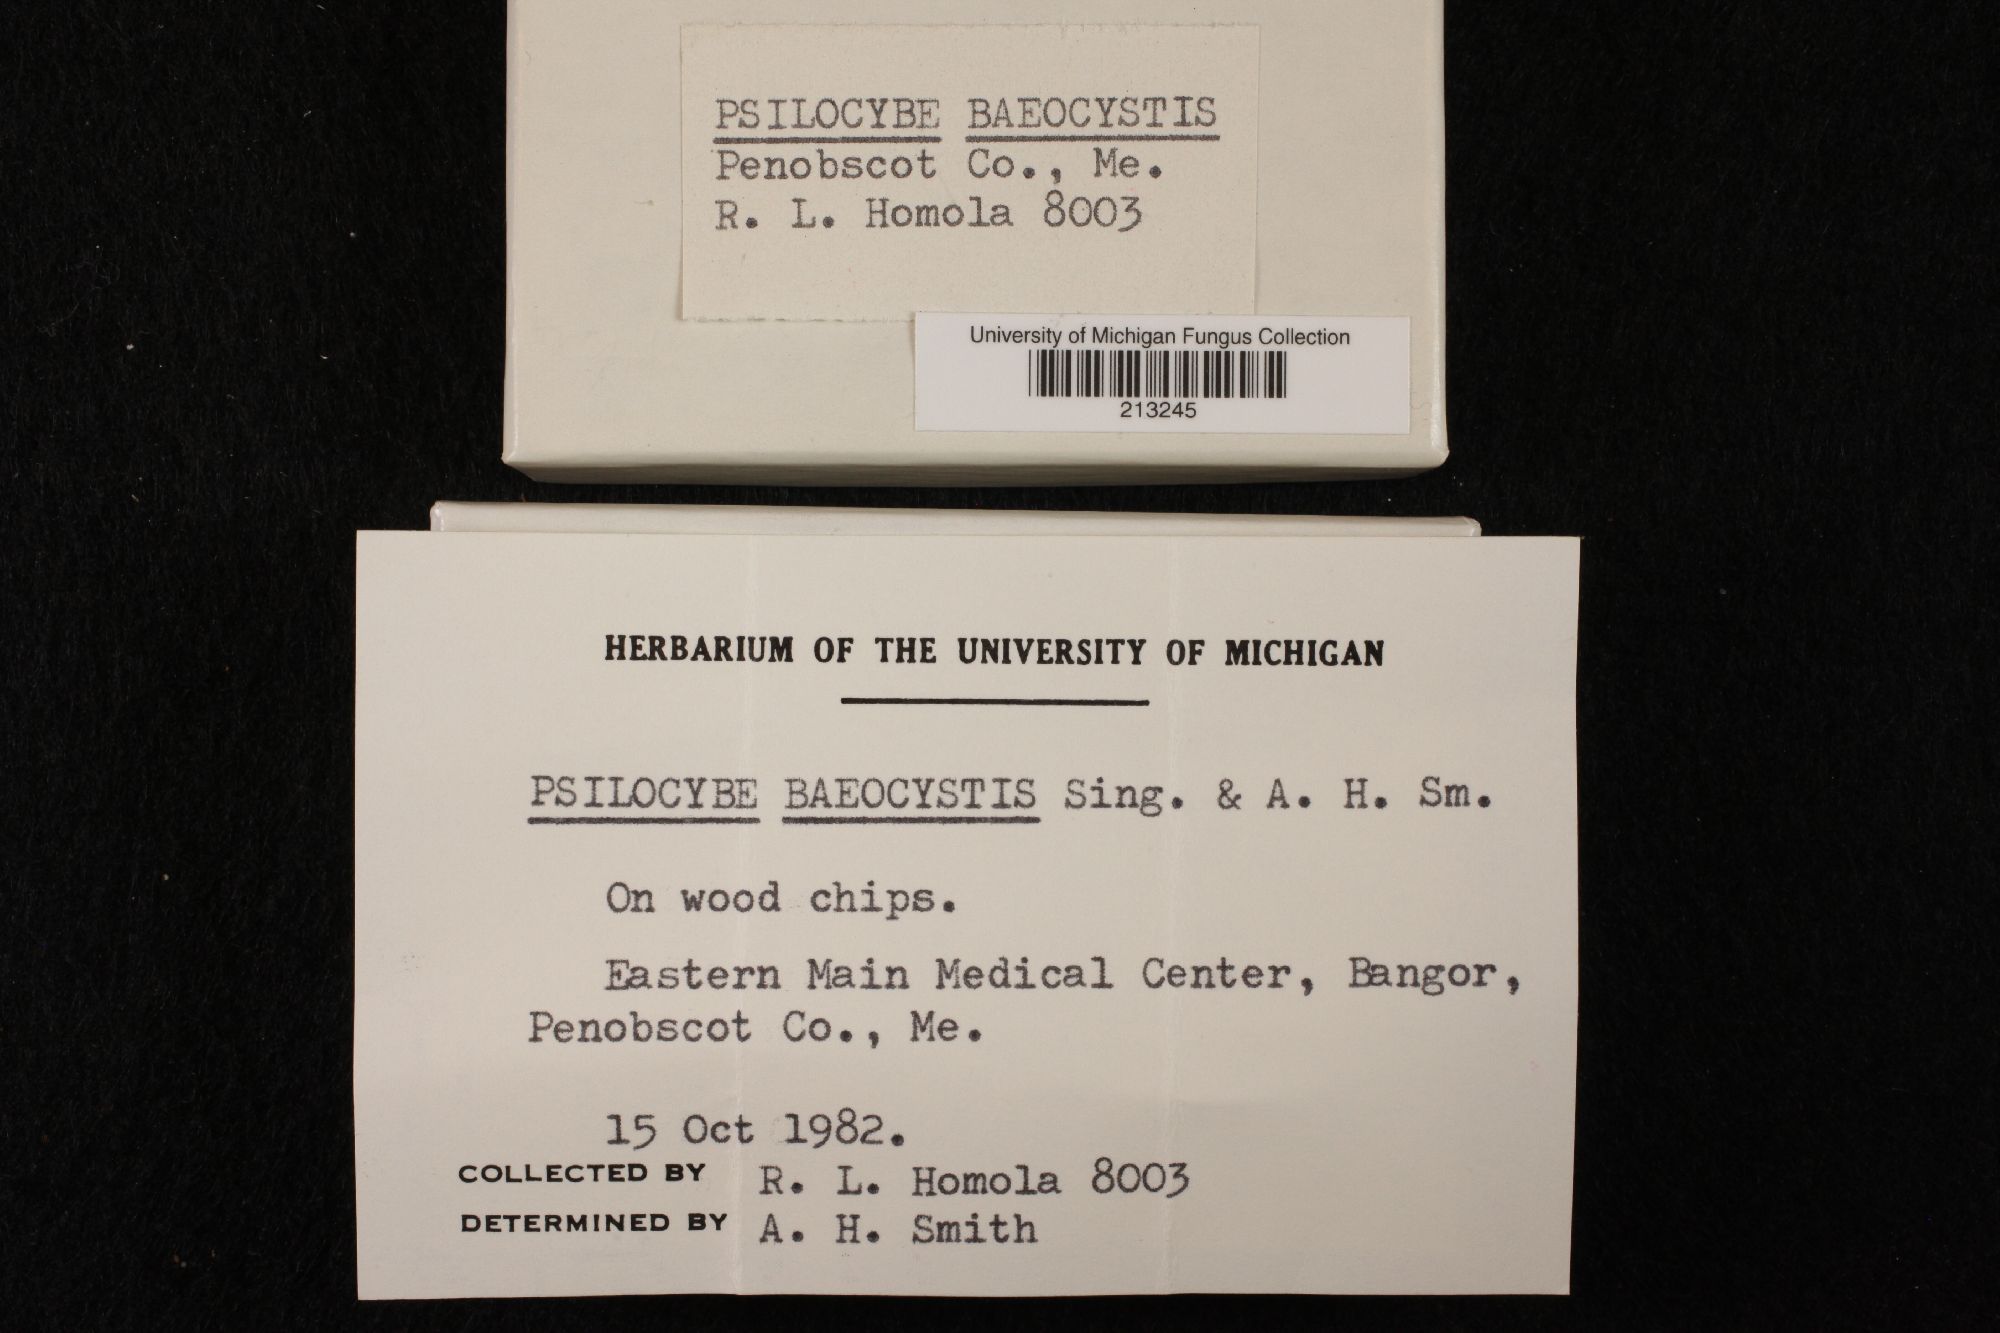 PSILOCYBE BAEOCYSTIS
Penobscot Co., Me.
R. L. Homola 8003
University of Michigan Fungus Collection
213245
HERBARIUM OF THE UNIVERSITY OF MICHIGAN
PSILOCYBE BAEOCYSTIS Sing. & A. H. Sm.
On wood chips.
Eastern Main Medical Center, Bangor,
Penobscot Co., Me.
15 Oct 1982.
COLLECTED BY R. L. Homola 8003
DETERMINED BY A. H. Smith